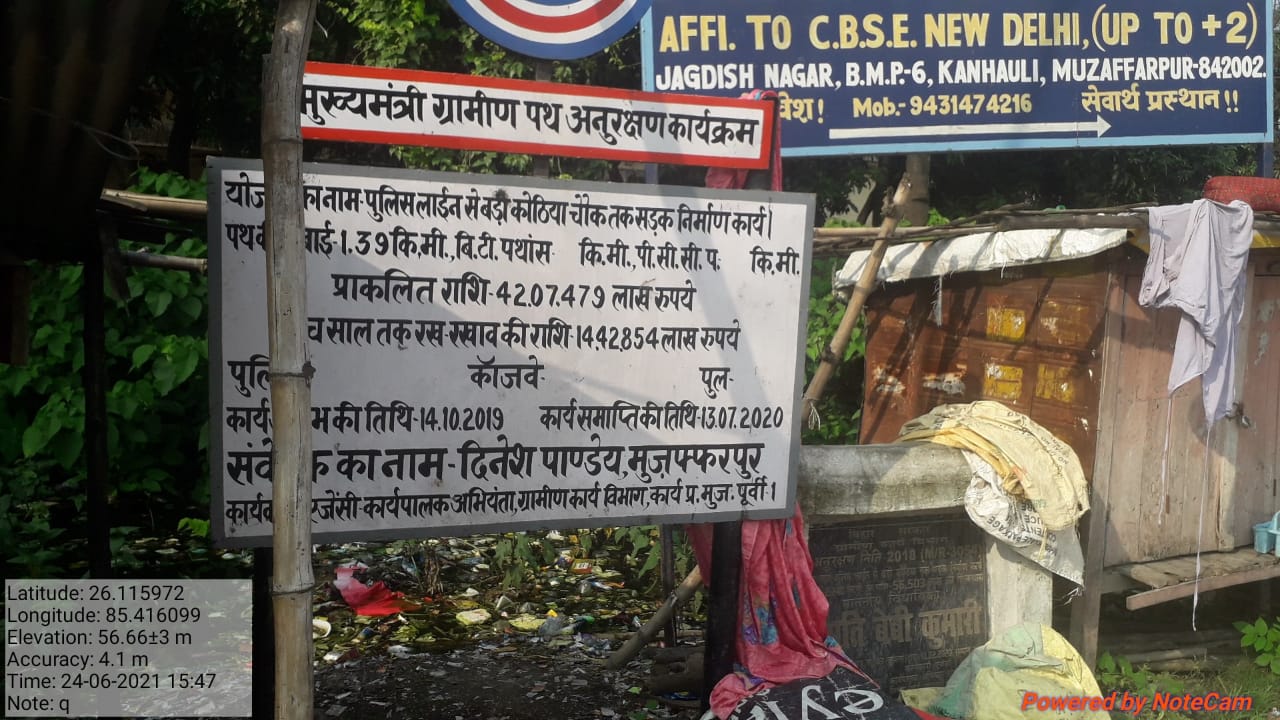 AFFI. TO C.B.S.E. NEW DELHI, (UP TO +2)
JAGDISH NAGAR, B.M.P.-6, KANHAULI, MUZAFFARPUR-842002.
Mob.- 9431474216 सेवार्थ प्रस्थान !!
मुख्यमंत्री ग्रामीण पथ अनुरक्षण कार्यक्रम
नाम-पुलिस लाईन से बड़ी कोठिया चौक तक सड़क निर्माण कार्य।
पथ 1.39 कि.मी., बि.टी. पथांस- कि.मी., पी.सी.सी. प. कि.मी.
प्राकलित राशि-42.07.479 लाख रुपये
साल तक रख-रखाव की राशि-14.42.854 लाख रुपये
कॉजवे- पुल-
की तिथि-14.10.2019 कार्य समाप्ति की तिथि-13.07.2020
का नाम-दिनेश पाण्डेय, मुजफ्फरपुर
कार्यपालक अभियंता, ग्रामीण कार्य विभाग, कार्य प्र. मुज. पूर्वी-1
बिहार सरकार
2018 (M/R-3054)
बेबी कुमारी
Latitude: 26.115972
Longitude: 85.416099
Elevation: 56.66±3 m
Accuracy: 4.1 m
Time: 24-06-2021 15:47
Note: q
Powered by NoteCam